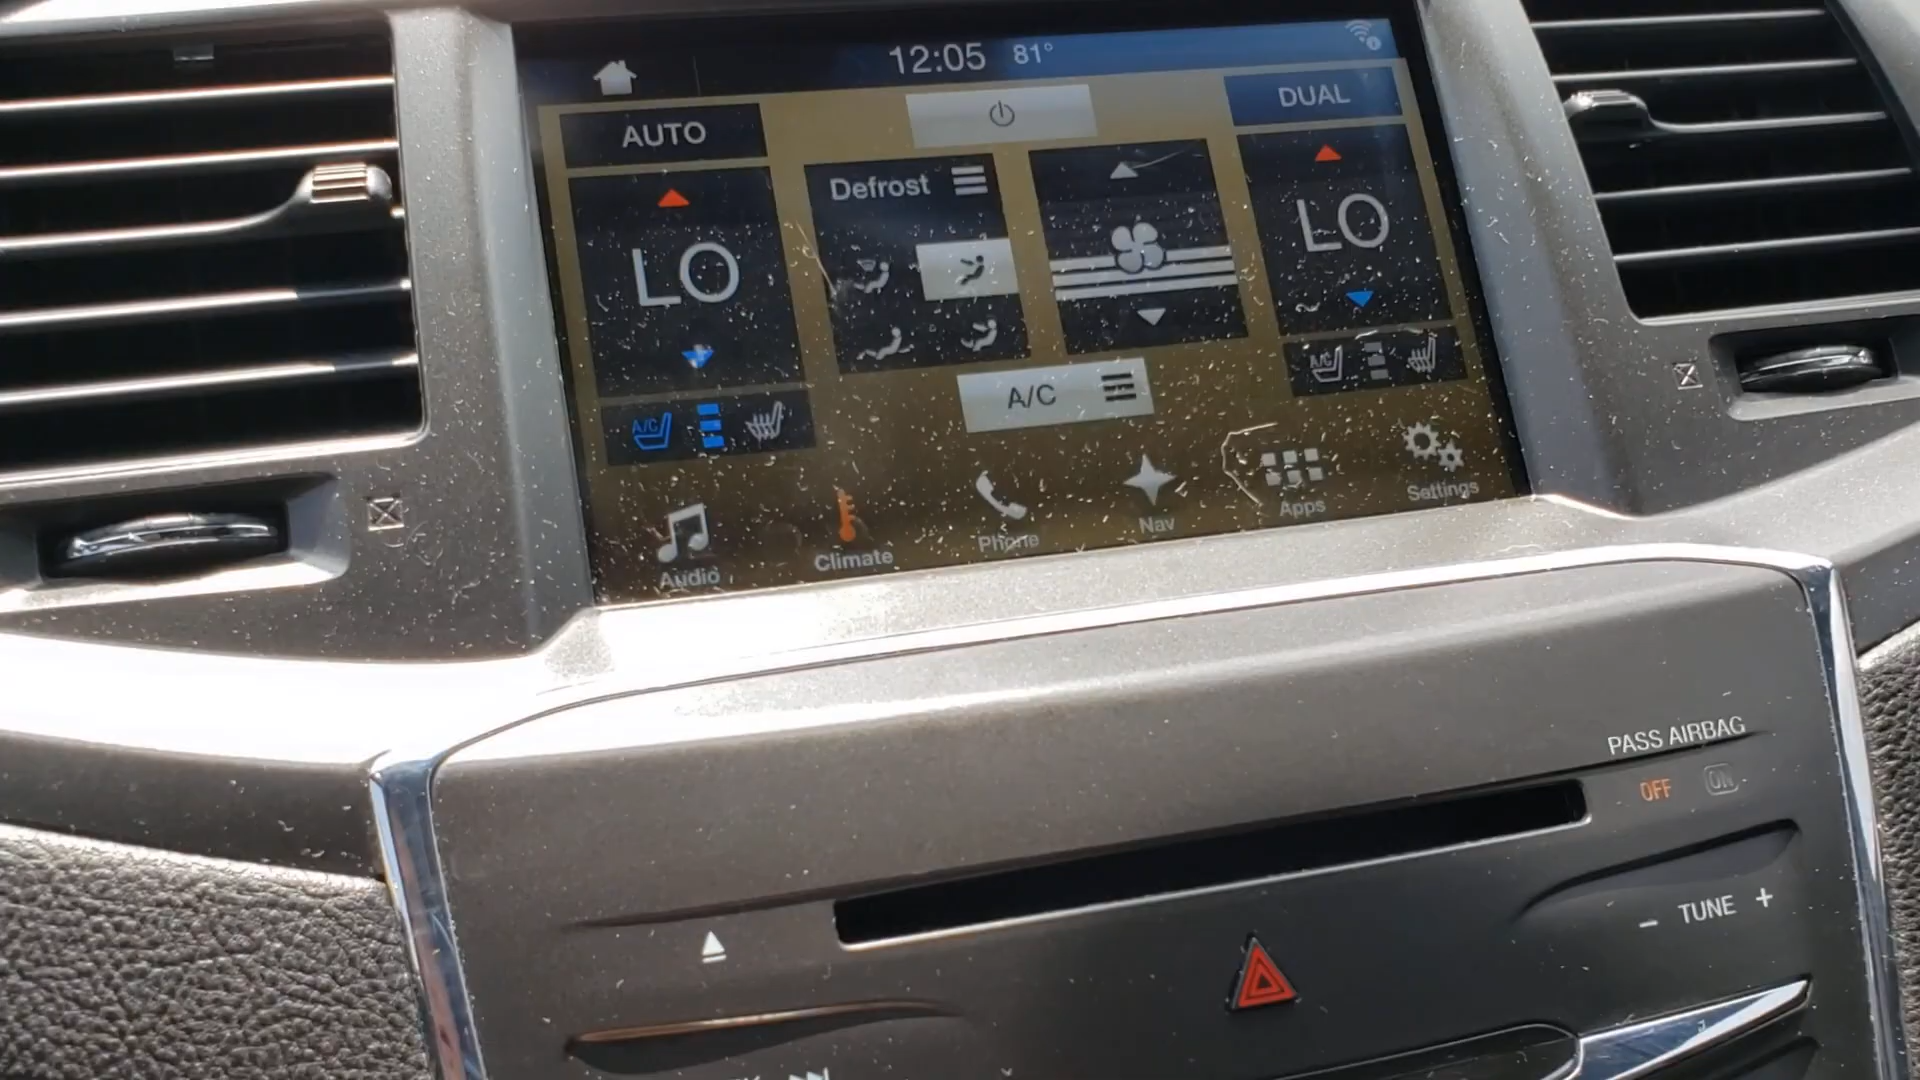 12:05 81°
AUTO
DUAL
Defrost
LO
LO
A/C
A/C
A/C
Audio
Climate
Phone
Nav
Apps
Settings
PASS AIRBAG
OFF ON
- TUNE +